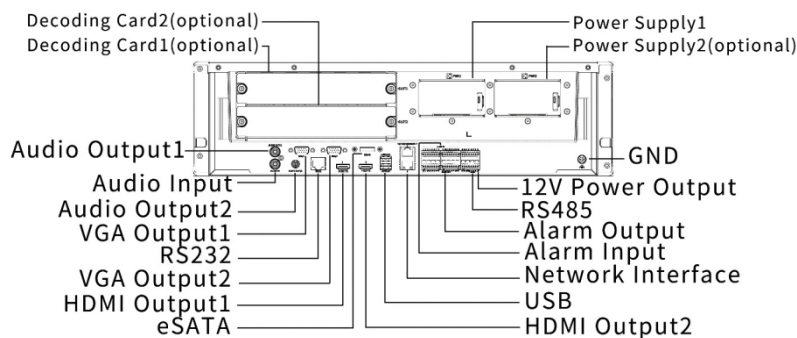 Decoding Card2(optional)
Decoding Card1(optional)
Power Supply1
Power Supply2(optional)
Audio Output1
Audio Input
Audio Output2
VGA Output1
RS232
VGA Output2
HDMI Output1
eSATA
GND
12V Power Output
RS485
Alarm Output
Alarm Input
Network Interface
USB
HDMI Output2